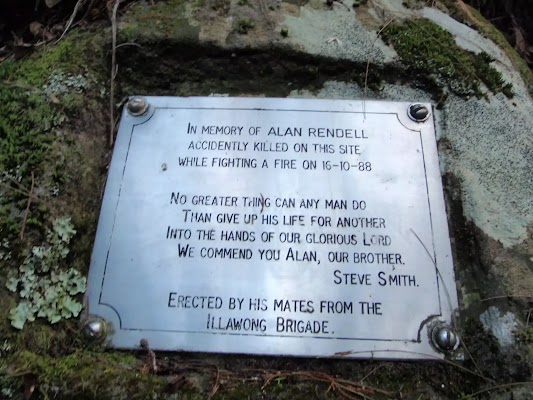 IN MEMORY OF ALAN RENDELL
ACCIDENTLY KILLED ON THIS SITE
WHILE FIGHTING A FIRE ON 16-10-88
NO GREATER THING CAN ANY MAN DO
THAN GIVE UP HIS LIFE FOR ANOTHER
INTO THE HANDS OF OUR GLORIOUS LORD
WE COMMEND YOU ALAN, OUR BROTHER.
STEVE SMITH.
ERECTED BY HIS MATES FROM THE
ILLAWONG BRIGADE.